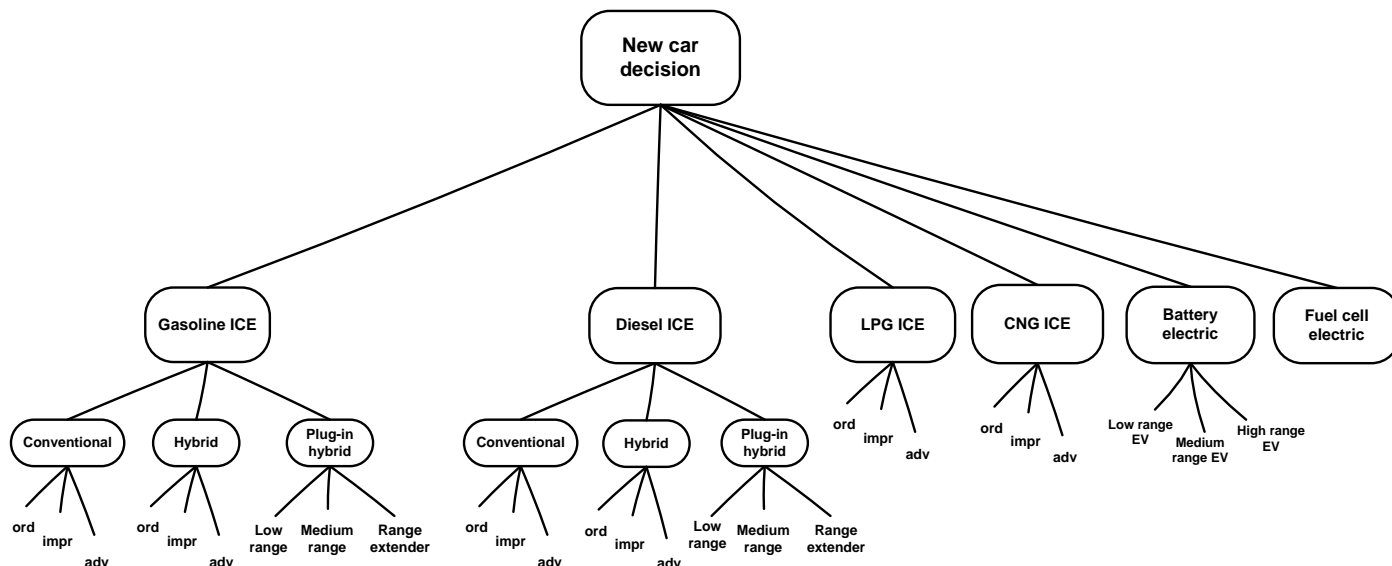 New car
decision
Gasoline ICE
Diesel ICE
LPG ICE
CNG ICE
Battery
electric
Fuel cell
electric
Conventional
Hybrid
Plug-in
hybrid
Conventional
Hybrid
Plug-in
hybrid
ord
impr
adv
ord
impr
adv
Low range
EV
Medium
range EV
High range
EV
ord
impr
adv
ord
impr
adv
Low
range
Medium
range
Range
extender
ord
impr
adv
ord
impr
adv
Low
range
Medium
range
Range
extender